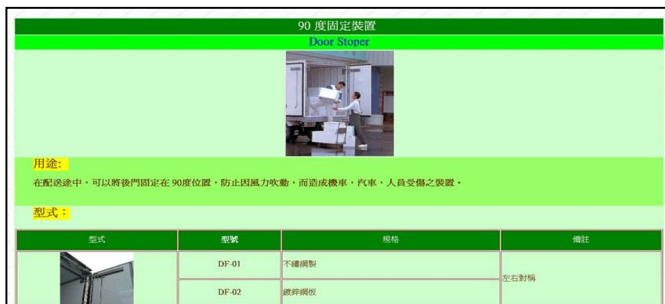 90 度固定裝置
Door Stoper
用途:
在配送途中，可以將後門固定在 90度位置，防止因風力吹動，而造成機車，汽車，人員受傷之裝置。
型式：
型式 型號 規格 備註
DF-01 不鏽鋼製 左右對稱
DF-02 鍍鋅鋼板